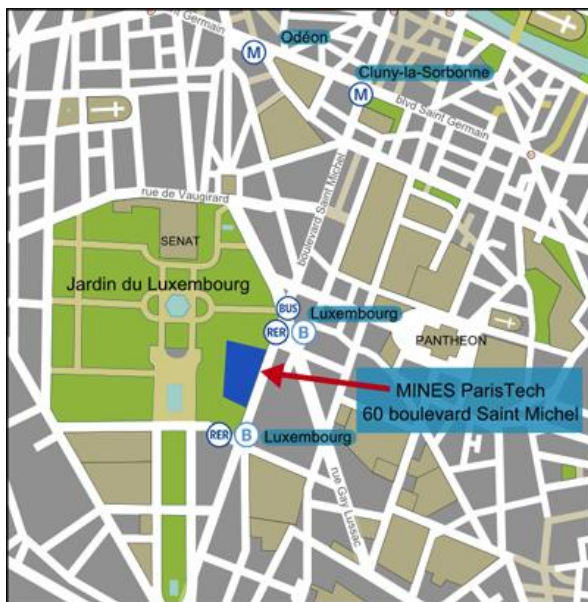 Saint Germain
Odéon
M
Cluny-la-Sorbonne
M
blvd Saint Germain
boulevard Saint Michel
rue de Vaugirard
SENAT
Jardin du Luxembourg
BUS
Luxembourg
RER B
PANTHEON
MINES ParisTech
60 boulevard Saint Michel
RER B Luxembourg
rue Gay Lussac